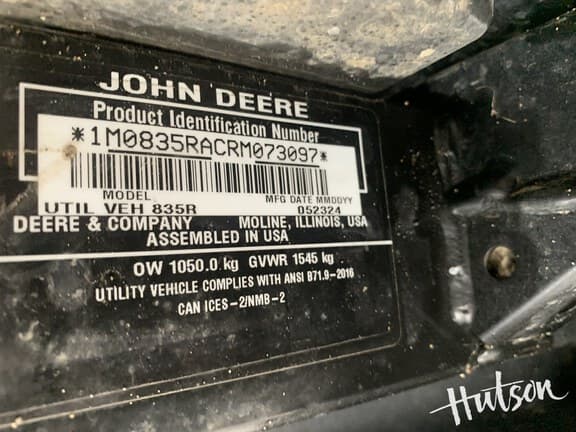 JOHN DEERE
Product Identification Number
*1M0835RACRM073097*
MODEL MFG DATE MMDDYY
UTIL VEH 835R 052324
DEERE & COMPANY MOLINE, ILLINOIS, USA
ASSEMBLED IN USA
OW 1050.0 kg GVWR 1545 kg
UTILITY VEHICLE COMPLIES WITH ANSI B71.9-2016
CAN ICES-2/NMB-2
Hutson